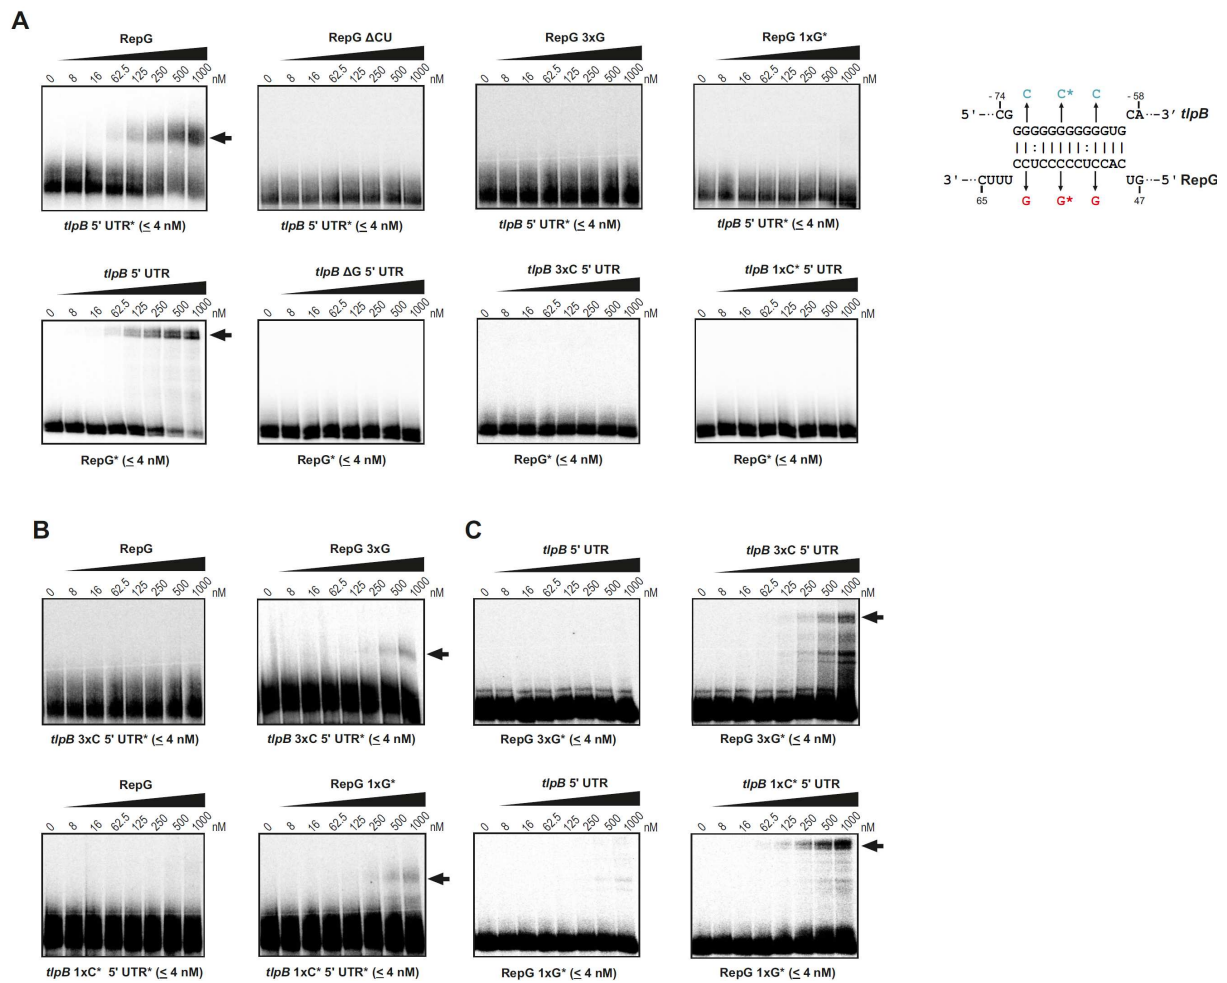 A
RepG RepG ΔCU RepG 3xG RepG 1xG*
0 8 16 62.5 125 250 500 1000 nM 0 8 16 62.5 125 250 500 1000 nM 0 8 16 62.5 125 250 500 1000 nM 0 8 16 62.5 125 250 500 1000 nM
tlpB 5' UTR* (≤ 4 nM) tlpB 5' UTR* (≤ 4 nM) tlpB 5' UTR* (≤ 4 nM) tlpB 5' UTR* (≤ 4 nM)
-74 C C* C -58
5'-··CG CA··-3' tlpB
GGGGGGGGGGGGUG
||:|||||:||||
CCUCCCCCUCCAC
3'-··CUUU UG··-5' RepG
65 G G* G 47
tlpB 5' UTR tlpB ΔG 5' UTR tlpB 3xC 5' UTR tlpB 1xC* 5' UTR
0 8 16 62.5 125 250 500 1000 nM 0 8 16 62.5 125 250 500 1000 nM 0 8 16 62.5 125 250 500 1000 nM 0 8 16 62.5 125 250 500 1000 nM
RepG* (≤ 4 nM) RepG* (≤ 4 nM) RepG* (≤ 4 nM) RepG* (≤ 4 nM)
B
RepG RepG 3xG
0 8 16 62.5 125 250 500 1000 nM 0 8 16 62.5 125 250 500 1000 nM
tlpB 3xC 5' UTR* (≤ 4 nM) tlpB 3xC 5' UTR* (≤ 4 nM)
RepG RepG 1xG*
0 8 16 62.5 125 250 500 1000 nM 0 8 16 62.5 125 250 500 1000 nM
tlpB 1xC* 5' UTR* (≤ 4 nM) tlpB 1xC* 5' UTR* (≤ 4 nM)
C
tlpB 5' UTR tlpB 3xC 5' UTR
0 8 16 62.5 125 250 500 1000 nM 0 8 16 62.5 125 250 500 1000 nM
RepG 3xG* (≤ 4 nM) RepG 3xG* (≤ 4 nM)
tlpB 5' UTR tlpB 1xC* 5' UTR
0 8 16 62.5 125 250 500 1000 nM 0 8 16 62.5 125 250 500 1000 nM
RepG 1xG* (≤ 4 nM) RepG 1xG* (≤ 4 nM)